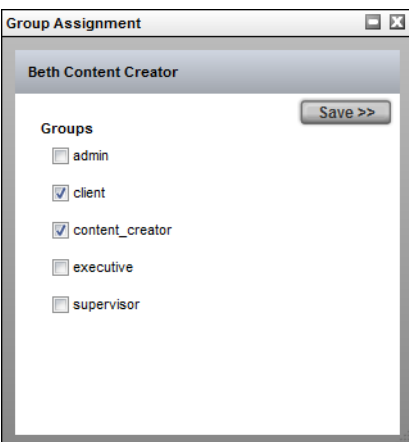 Group Assignment
Beth Content Creator
Save >>
Groups
admin
client
content_creator
executive
supervisor